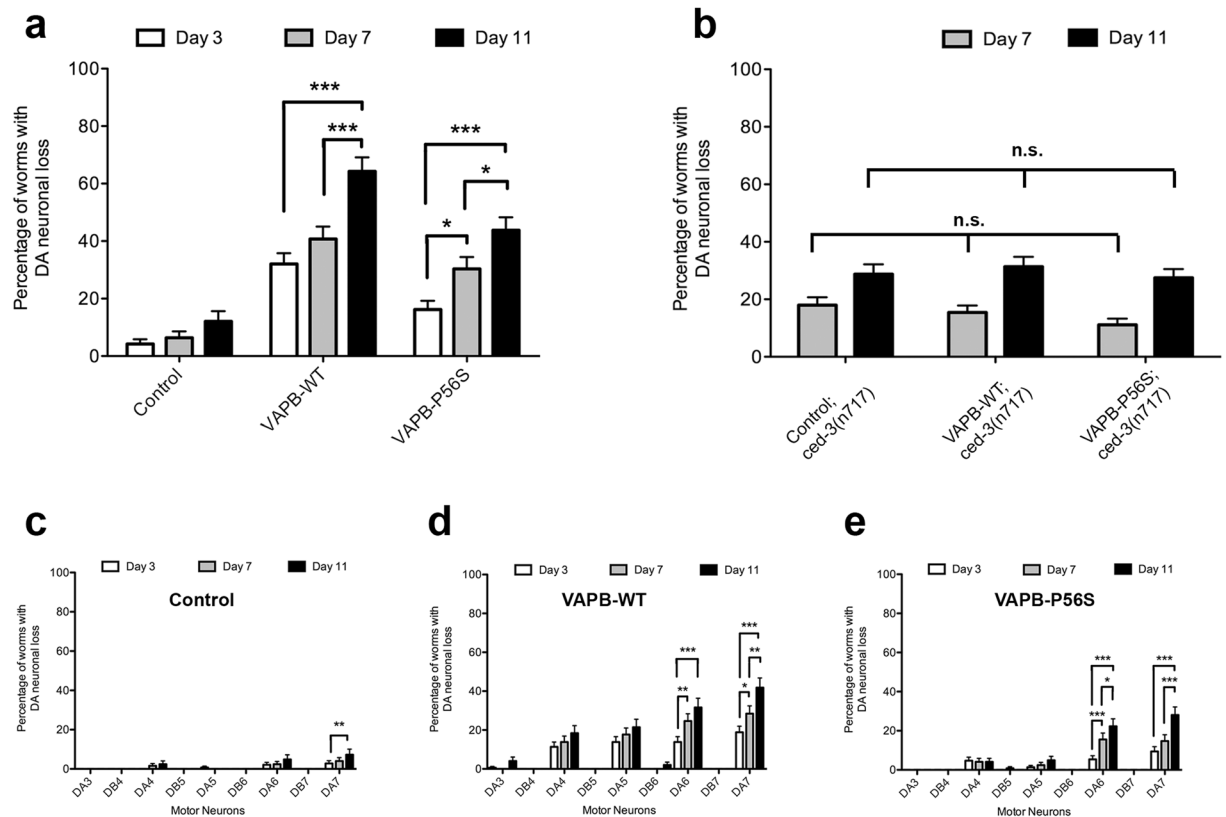 a
Day 3 Day 7 Day 11
Percentage of worms with
DA neuronal loss
100
80
60
40
20
0
***
***
***
*
*
Control
VAPB-WT
VAPB-P56S
b
Day 7 Day 11
Percentage of worms with
DA neuronal loss
100
80
60
40
20
0
n.s.
n.s.
Control;
ced-3(n717)
VAPB-WT;
ced-3(n717)
VAPB-P56S;
ced-3(n717)
c
Day 3 Day 7 Day 11
Control
Percentage of worms with
DA neuronal loss
100
80
60
40
20
0
**
DA3 DB4 DA4 DB5 DA5 DB6 DA6 DB7 DA7
Motor Neurons
d
Day 3 Day 7 Day 11
VAPB-WT
Percentage of worms with
DA neuronal loss
100
80
60
40
20
0
***
**
***
**
*
DA3 DB4 DA4 DB5 DA5 DB6 DA6 DB7 DA7
Motor Neurons
e
Day 3 Day 7 Day 11
VAPB-P56S
Percentage of worms with
DA neuronal loss
100
80
60
40
20
0
***
*
***
***
***
DA3 DB4 DA4 DB5 DA5 DB6 DA6 DB7 DA7
Motor Neurons